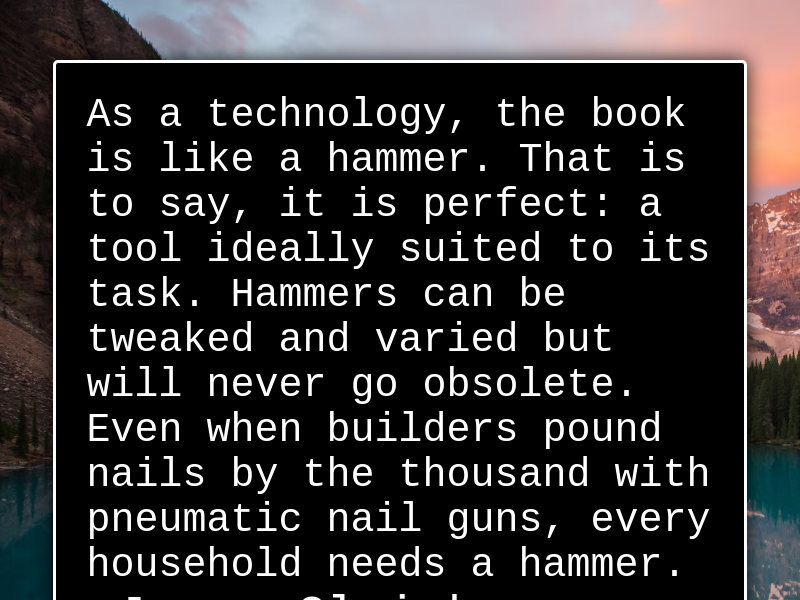 As a technology, the book
is like a hammer. That is
to say, it is perfect: a
tool ideally suited to its
task. Hammers can be
tweaked and varied but
will never go obsolete.
Even when builders pound
nails by the thousand with
pneumatic nail guns, every
household needs a hammer.